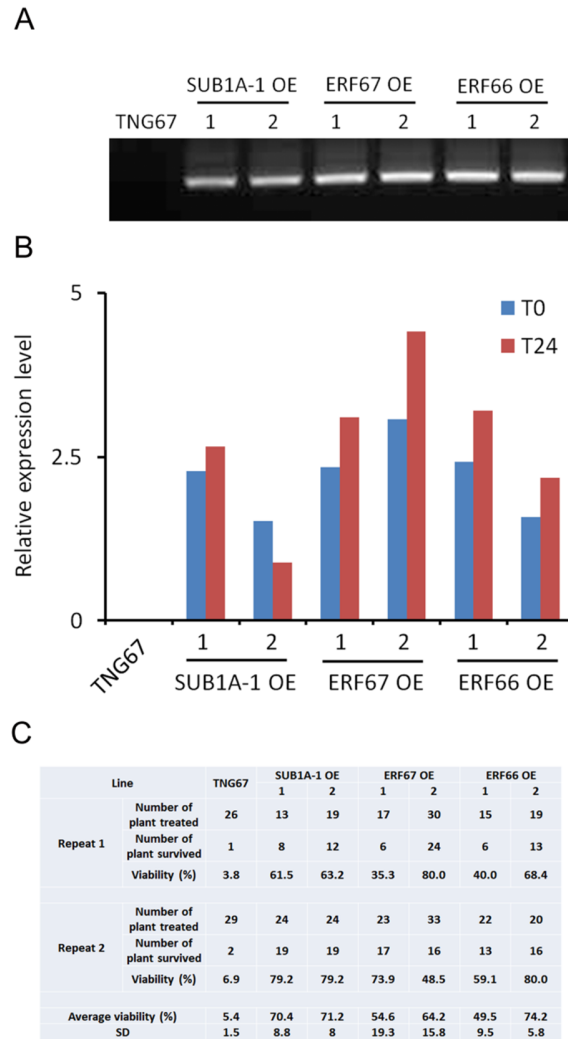 A
SUB1A-1 OE ERF67 OE ERF66 OE
TNG67 1 2 1 2 1 2
B
5
T0
T24
Relative expression level
2.5
0
TNG67
1 2 1 2 1 2
SUB1A-1 OE ERF67 OE ERF66 OE
C
Line TNG67 SUB1A-1 OE ERF67 OE ERF66 OE
1 2 1 2 1 2
Repeat 1
Number of plant treated 26 13 19 17 30 15 19
Number of plant survived 1 8 12 6 24 6 13
Viability (%) 3.8 61.5 63.2 35.3 80.0 40.0 68.4
Repeat 2
Number of plant treated 29 24 24 23 33 22 20
Number of plant survived 2 19 19 17 16 13 16
Viability (%) 6.9 79.2 79.2 73.9 48.5 59.1 80.0
Average viability (%) 5.4 70.4 71.2 54.6 64.2 49.5 74.2
SD 1.5 8.8 8 19.3 15.8 9.5 5.8